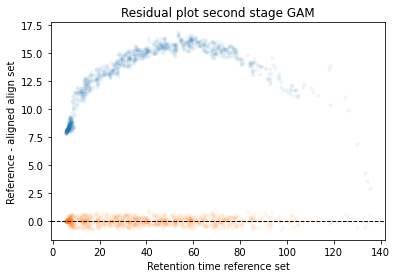 Residual plot second stage GAM
Reference - aligned align set
17.5
15.0
12.5
10.0
7.5
5.0
2.5
0.0
0 20 40 60 80 100 120 140
Retention time reference set